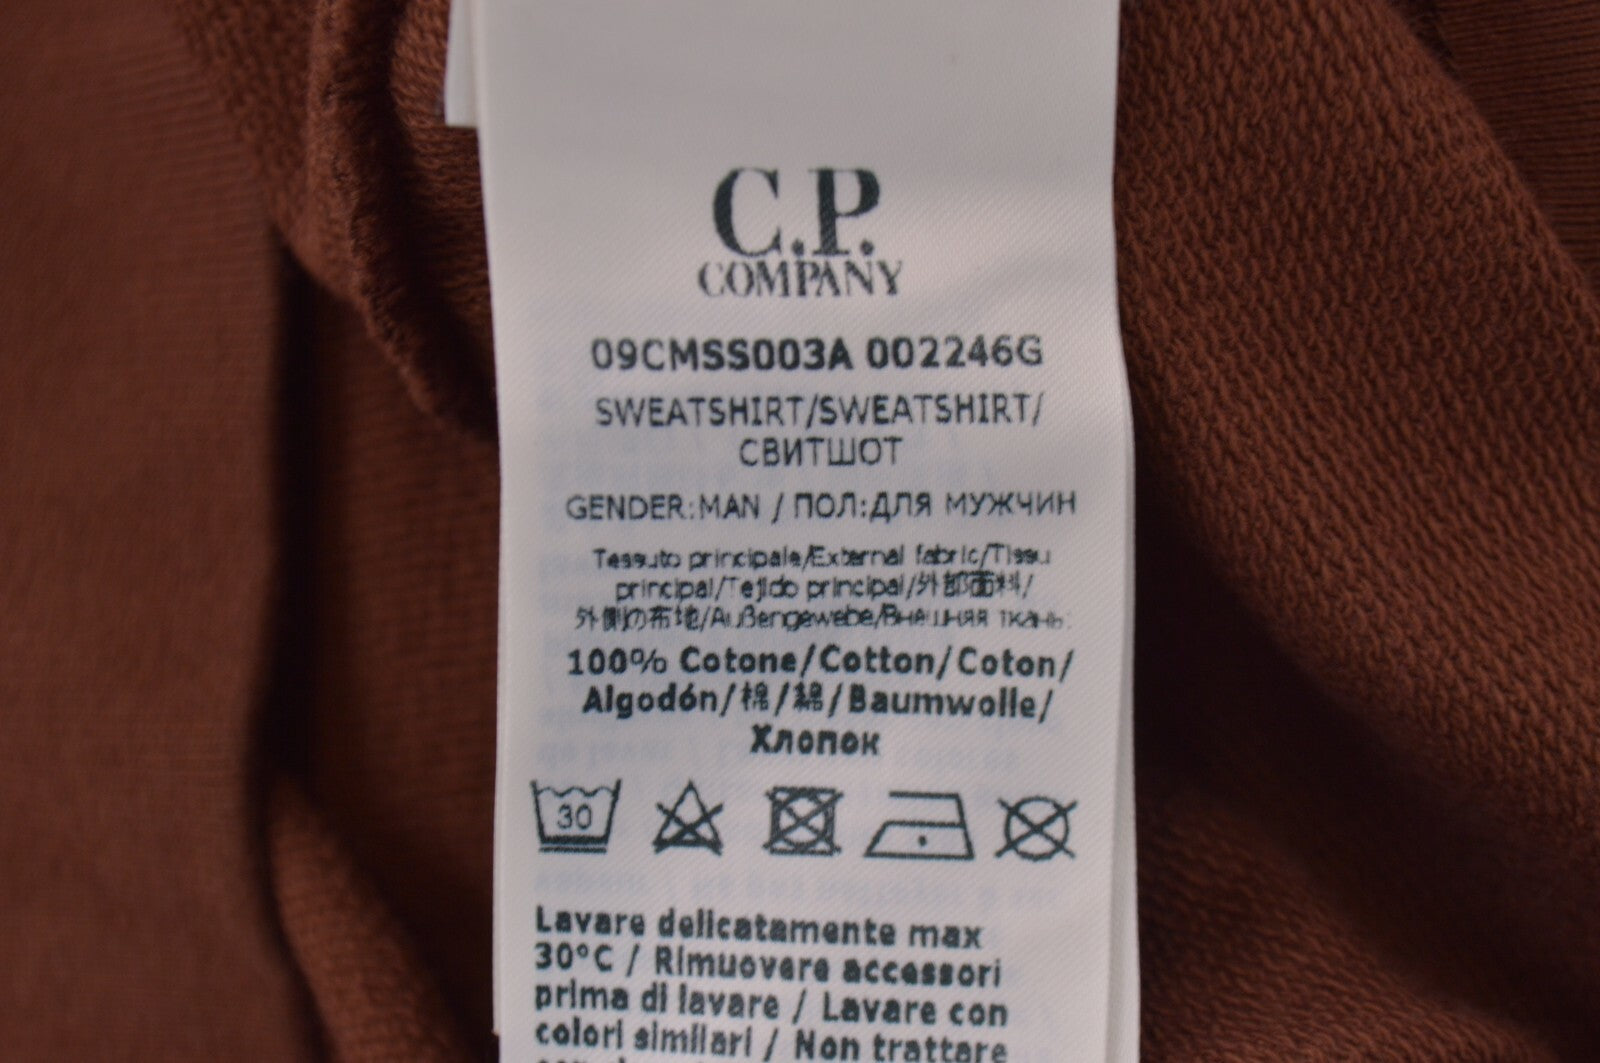 C.P.
COMPANY
09CMSS003A 002246G
SWEATSHIRT/SWEATSHIRT/
СВИТШОТ
GENDER:MAN / ПОЛ:ДЛЯ МУЖЧИН
Tessuto principale/External fabric/Tissu
principal/Tejido principal/外部面料/
外側の布地/Außengewebe/Внешняя ткань:
100% Cotone/Cotton/Coton/
Algodón/棉/綿/Baumwolle/
Хлопок
30
Lavare delicatamente max
30°C / Rimuovere accessori
prima di lavare / Lavare con
colori similari / Non trattare